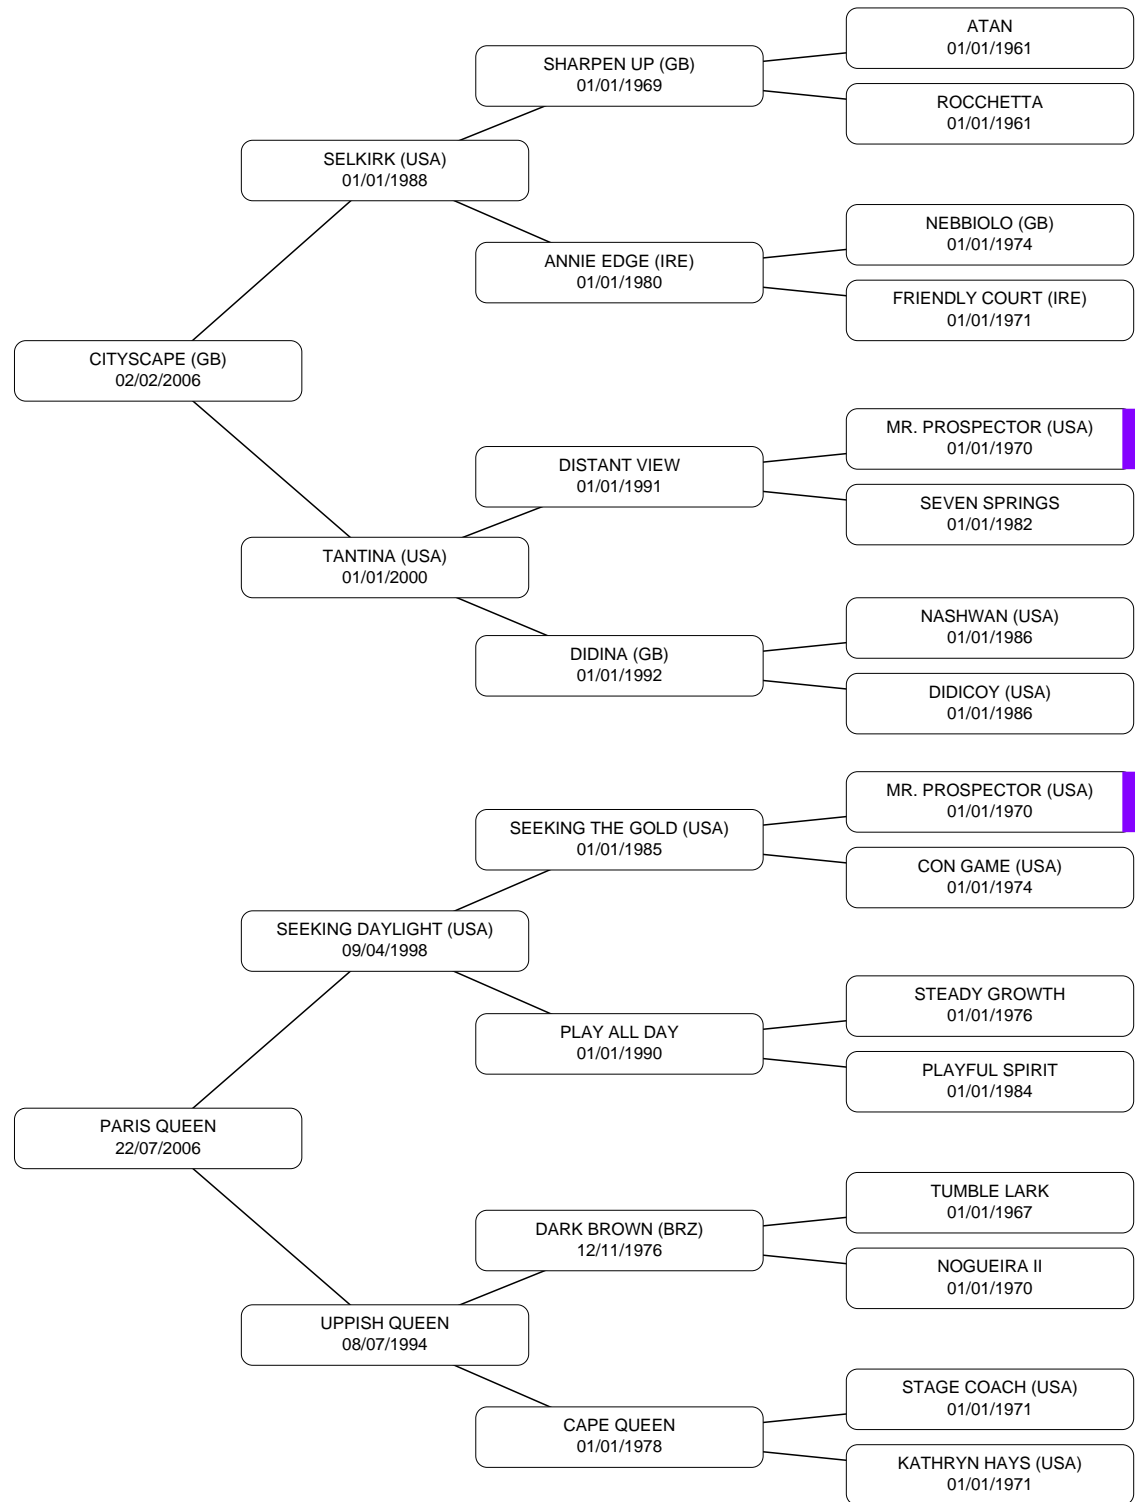 ATAN
01/01/1961
SHARPEN UP (GB)
01/01/1969
ROCCHETTA
01/01/1961
SELKIRK (USA)
01/01/1988
NEBBIOLO (GB)
01/01/1974
ANNIE EDGE (IRE)
01/01/1980
FRIENDLY COURT (IRE)
01/01/1971
CITYSCAPE (GB)
02/02/2006
MR. PROSPECTOR (USA)
01/01/1970
DISTANT VIEW
01/01/1991
SEVEN SPRINGS
01/01/1982
TANTINA (USA)
01/01/2000
NASHWAN (USA)
01/01/1986
DIDINA (GB)
01/01/1992
DIDICOY (USA)
01/01/1986
MR. PROSPECTOR (USA)
01/01/1970
SEEKING THE GOLD (USA)
01/01/1985
CON GAME (USA)
01/01/1974
SEEKING DAYLIGHT (USA)
09/04/1998
STEADY GROWTH
01/01/1976
PLAY ALL DAY
01/01/1990
PLAYFUL SPIRIT
01/01/1984
PARIS QUEEN
22/07/2006
TUMBLE LARK
01/01/1967
DARK BROWN (BRZ)
12/11/1976
NOGUEIRA II
01/01/1970
UPPISH QUEEN
08/07/1994
STAGE COACH (USA)
01/01/1971
CAPE QUEEN
01/01/1978
KATHRYN HAYS (USA)
01/01/1971